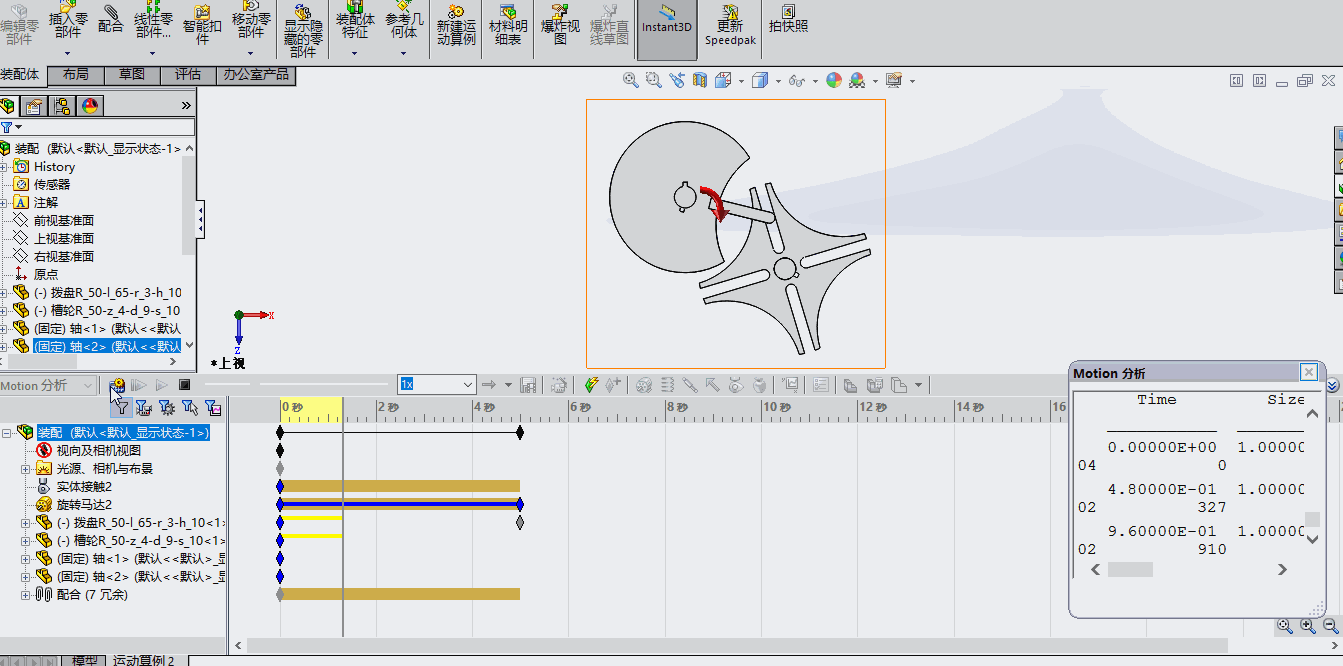 编辑零部件 插入零部件 配合 线性零部件... 智能扣件 移动零部件 显示隐藏的零部件 装配体特征 参考几何体 新建运动算例 材料明细表 爆炸视图 爆炸直线草图 Instant3D 更新Speedpak 拍快照
装配体 布局 草图 评估 办公室产品
装配 (默认<默认_显示状态-1>)
History
传感器
注解
前视基准面
上视基准面
右视基准面
原点
(-) 拨盘R_50-l_65-r_3-h_10
(-) 槽轮R_50-z_4-d_9-s_10
(固定) 轴<1> (默认<<默认
(固定) 轴<2> (默认<<默认
X
Z
*上视
Motion 分析
1x
0 秒 2 秒 4 秒 6 秒 8 秒 10 秒 12 秒 14 秒 16
装配 (默认<默认_显示状态-1>)
视向及相机视图
光源、相机与布景
实体接触2
旋转马达2
(-) 拨盘R_50-l_65-r_3-h_10<1>
(-) 槽轮R_50-z_4-d_9-s_10<1>
(固定) 轴<1> (默认<<默认>_显
(固定) 轴<2> (默认<<默认>_显
配合 (7 冗余)
Motion 分析
Time Size
0.00000E+00 1.00000
04 0
4.80000E-01 1.00000
02 327
9.60000E-01 1.00000
02 910
模型 运动算例 2